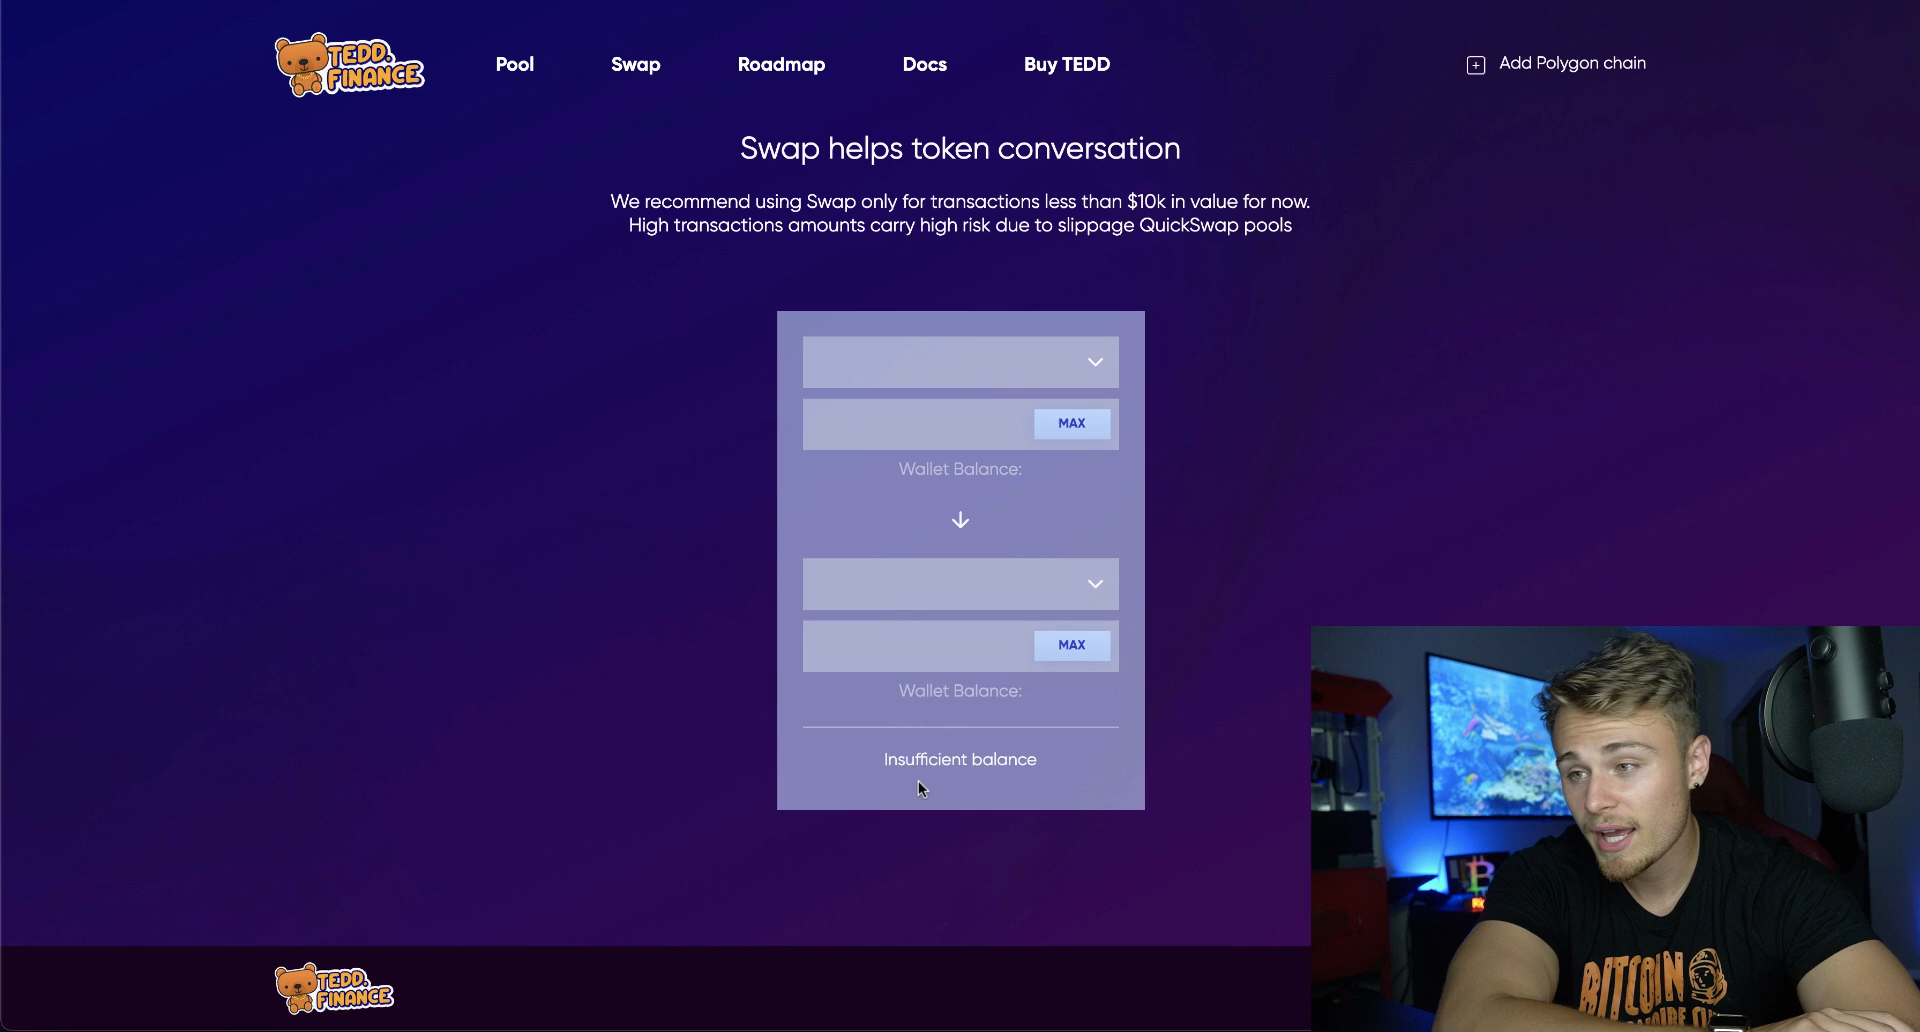 TEDD.
FINANCE
Pool
Swap
Roadmap
Docs
Buy TEDD
Add Polygon chain
Swap helps token conversation
We recommend using Swap only for transactions less than $10k in value for now.
High transactions amounts carry high risk due to slippage QuickSwap pools
MAX
Wallet Balance:
MAX
Wallet Balance:
Insufficient balance
TEDD.
FINANCE
BITCOIN